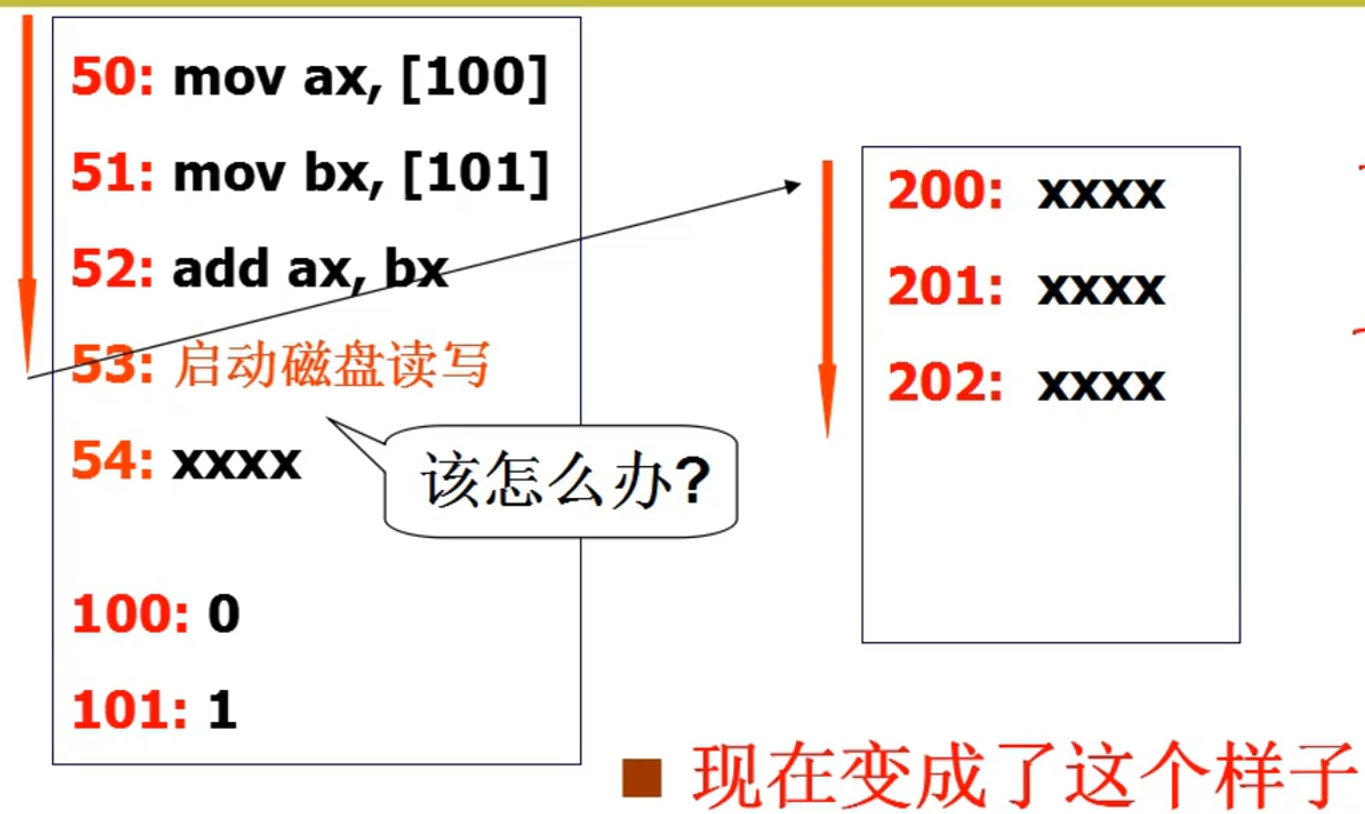 50: mov ax, [100]
51: mov bx, [101]
52: add ax, bx
53: 启动磁盘读写
54: xxxx
该怎么办?
100: 0
101: 1
200: xxxx
201: xxxx
202: xxxx
现在变成了这个样子